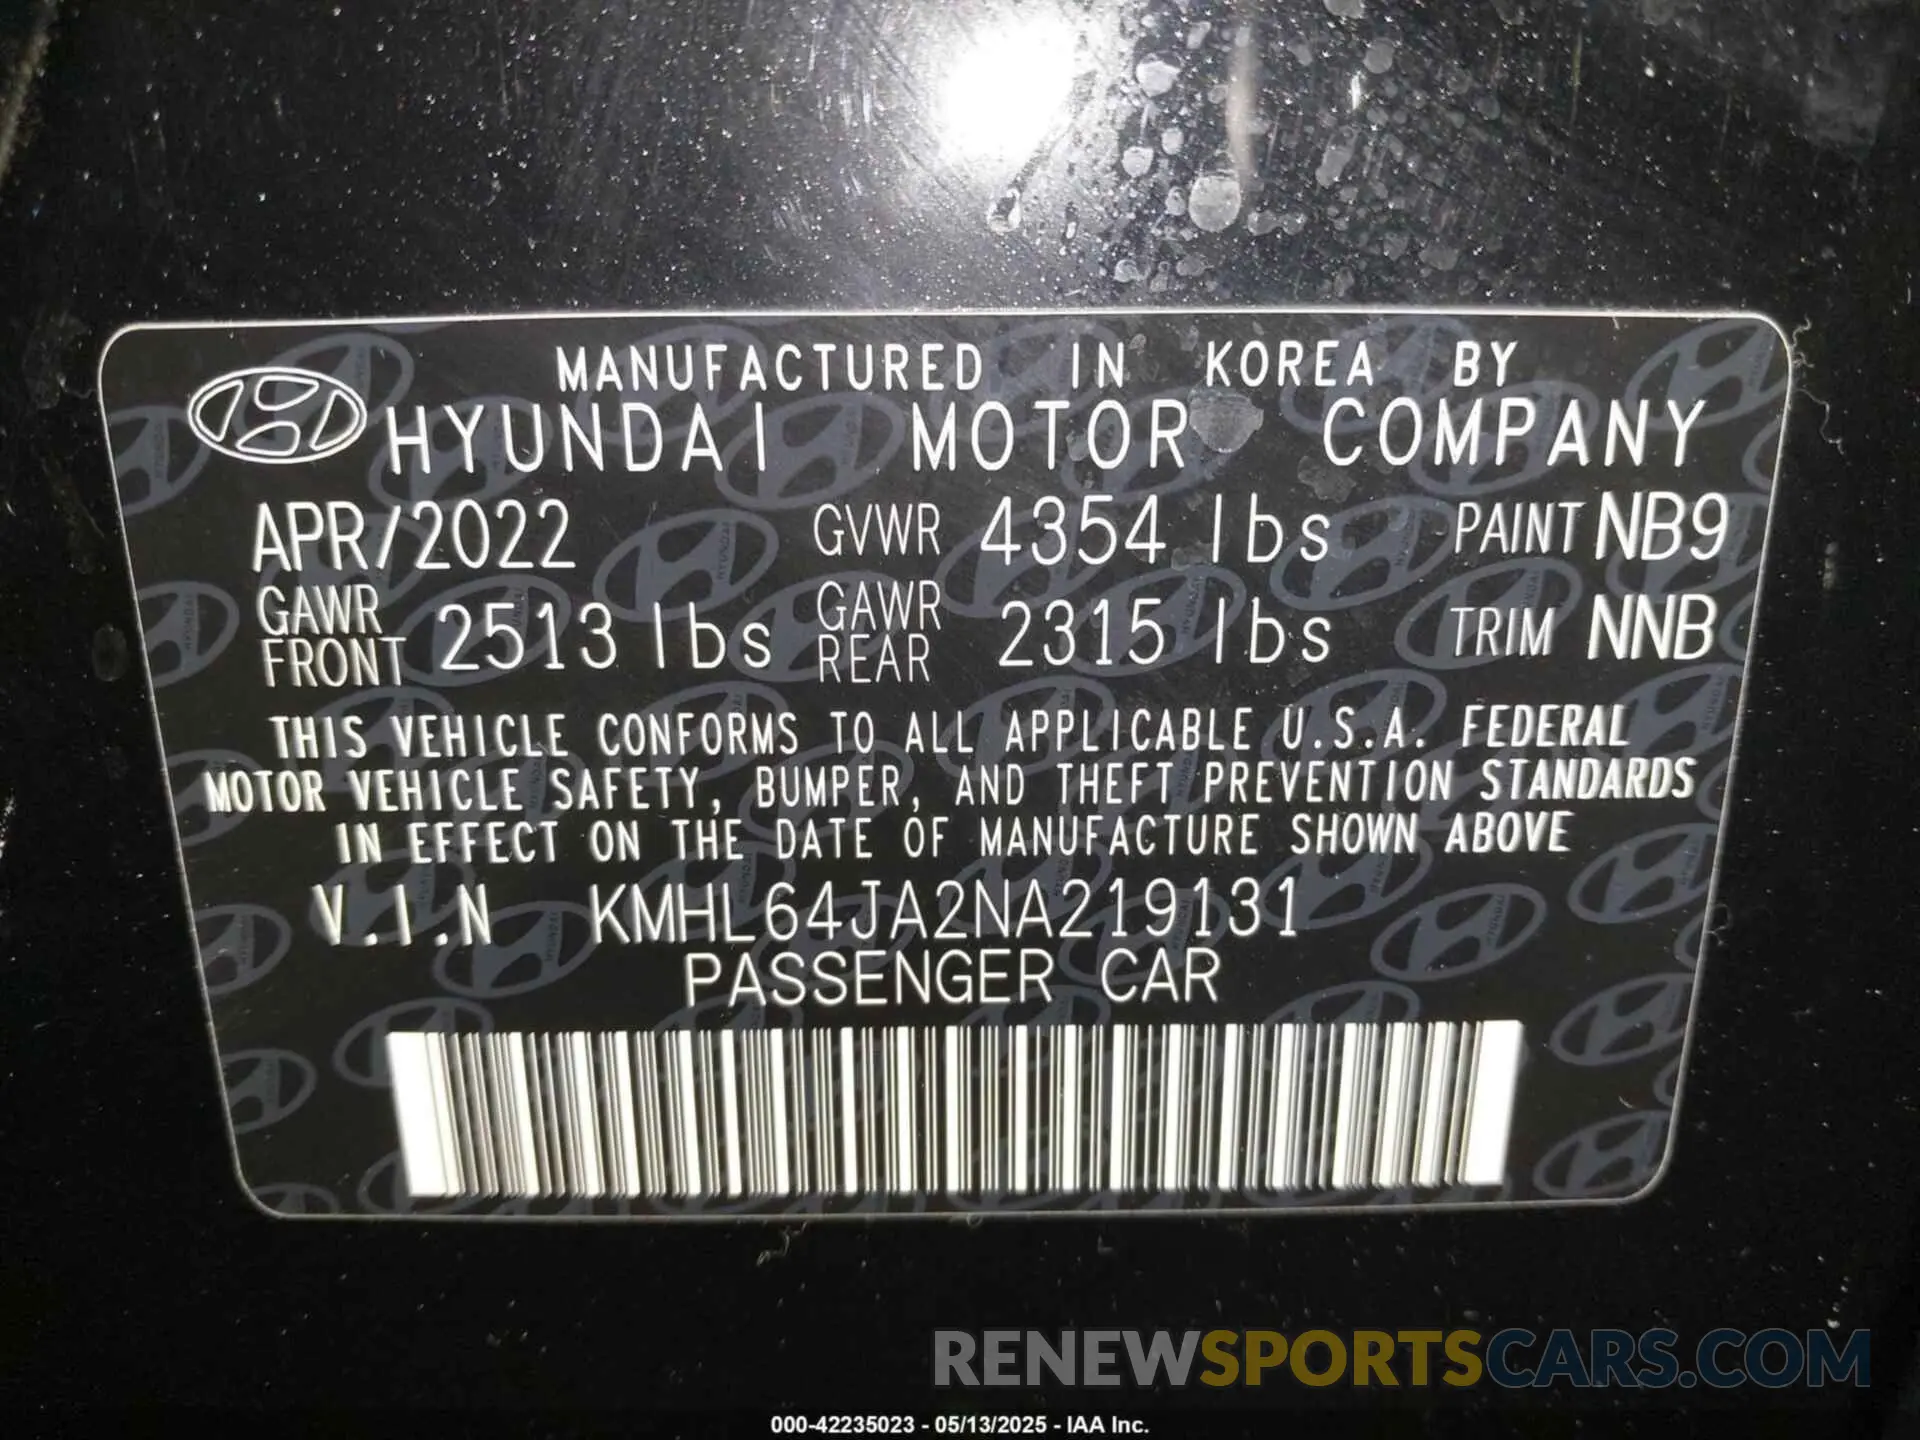 MANUFACTURED IN KOREA BY
HYUNDAI MOTOR COMPANY
APR/2022 GVWR 4354 lbs PAINT NB9
GAWR FRONT 2513 lbs GAWR REAR 2315 lbs TRIM NNB
THIS VEHICLE CONFORMS TO ALL APPLICABLE U.S.A. FEDERAL
MOTOR VEHICLE SAFETY, BUMPER, AND THEFT PREVENTION STANDARDS
IN EFFECT ON THE DATE OF MANUFACTURE SHOWN ABOVE
V.I.N KMHL64JA2NA219131
PASSENGER CAR
RENEWSPORTSCARS.COM
000-42235023 - 05/13/2025 - IAA Inc.